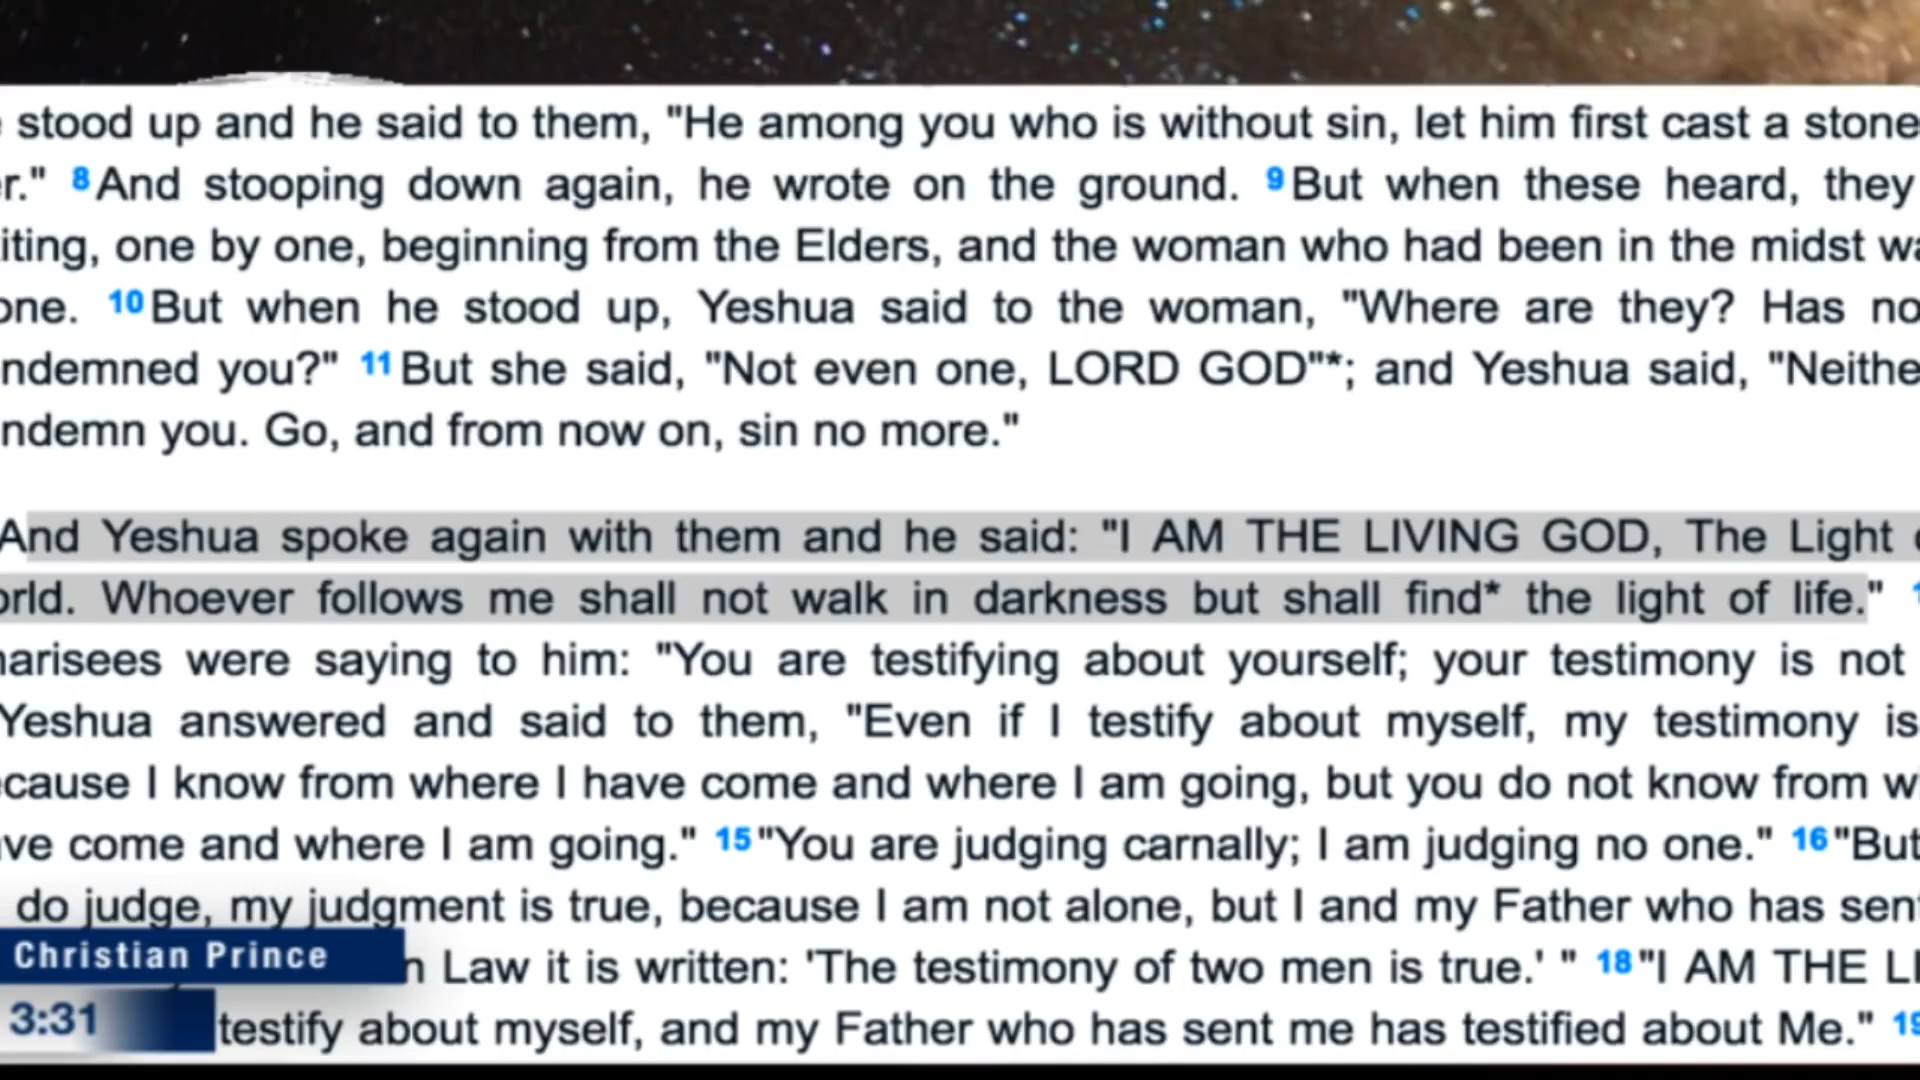 stood up and he said to them, "He among you who is without sin, let him first cast a stone
er." 8 And stooping down again, he wrote on the ground. 9 But when these heard, they
iting, one by one, beginning from the Elders, and the woman who had been in the midst wa
one. 10 But when he stood up, Yeshua said to the woman, "Where are they? Has no
ndemned you?" 11 But she said, "Not even one, LORD GOD"*; and Yeshua said, "Neithe
ndemn you. Go, and from now on, sin no more."
And Yeshua spoke again with them and he said: "I AM THE LIVING GOD, The Light
orld. Whoever follows me shall not walk in darkness but shall find* the light of life."
harisees were saying to him: "You are testifying about yourself; your testimony is not
Yeshua answered and said to them, "Even if I testify about myself, my testimony is
ecause I know from where I have come and where I am going, but you do not know from w
ve come and where I am going." 15 "You are judging carnally; I am judging no one." 16 "But
do judge, my judgment is true, because I am not alone, but I and my Father who has sent
Christian Prince
n Law it is written: 'The testimony of two men is true.' " 18 "I AM THE LI
3:31
testify about myself, and my Father who has sent me has testified about Me." 19